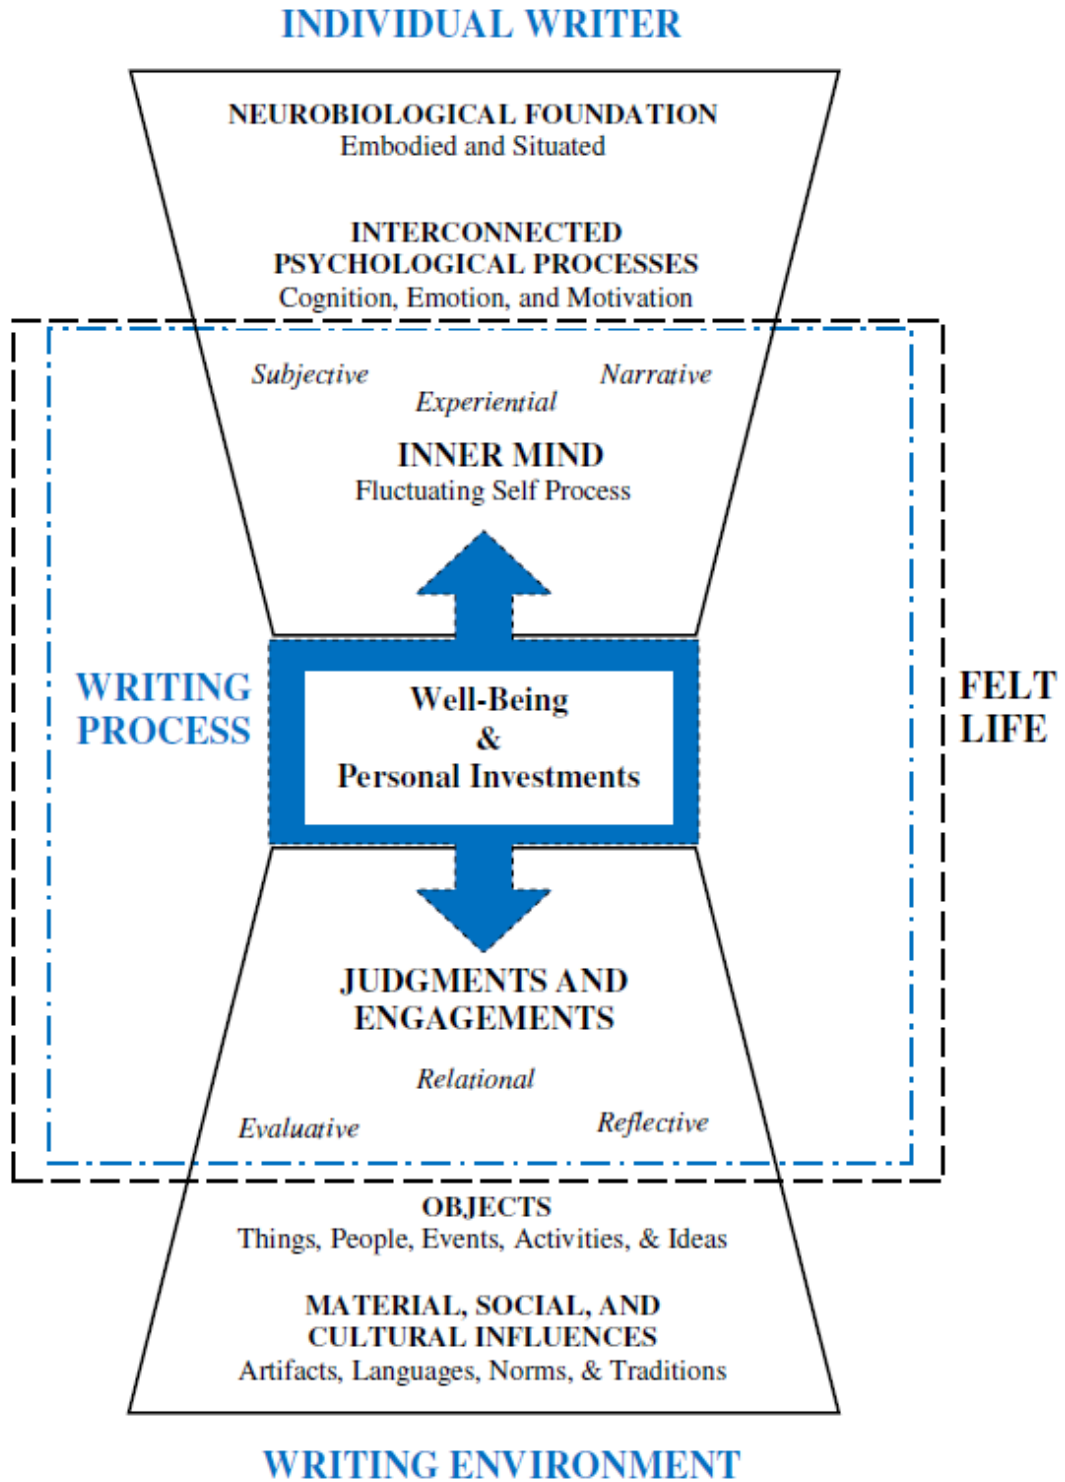 INDIVIDUAL WRITER
NEUROBIOLOGICAL FOUNDATION
Embodied and Situated
INTERCONNECTED
PSYCHOLOGICAL PROCESSES
Cognition, Emotion, and Motivation
Subjective
Narrative
Experiential
INNER MIND
Fluctuating Self Process
WRITING
PROCESS
Well-Being
&
Personal Investments
FELT
LIFE
JUDGMENTS AND
ENGAGEMENTS
Relational
Evaluative
Reflective
OBJECTS
Things, People, Events, Activities, & Ideas
MATERIAL, SOCIAL, AND
CULTURAL INFLUENCES
Artifacts, Languages, Norms, & Traditions
WRITING ENVIRONMENT